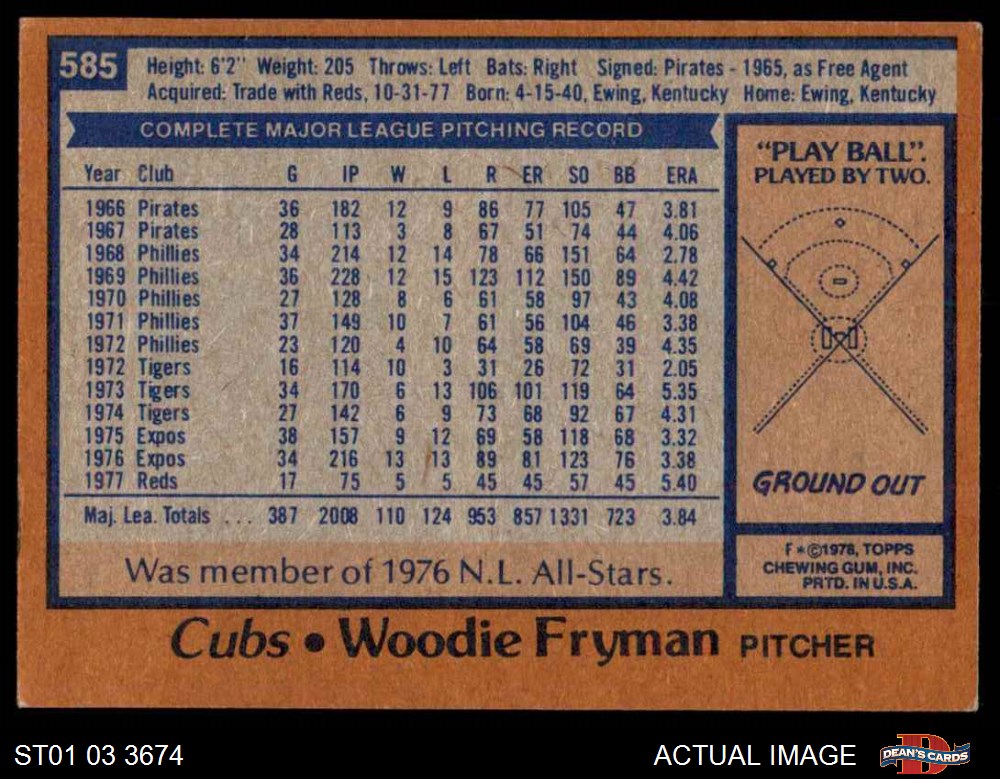 585
Height: 6'2" Weight: 205 Throws: Left Bats: Right Signed: Pirates - 1965, as Free Agent
Acquired: Trade with Reds, 10-31-77 Born: 4-15-40, Ewing, Kentucky Home: Ewing, Kentucky
COMPLETE MAJOR LEAGUE PITCHING RECORD
Year Club G IP W L R ER SO BB ERA
1966 Pirates 36 182 12 9 86 77 105 47 3.81
1967 Pirates 28 113 3 8 67 51 74 44 4.06
1968 Phillies 34 214 12 14 78 66 151 64 2.78
1969 Phillies 36 228 12 15 123 112 150 89 4.42
1970 Phillies 27 128 8 6 61 58 97 43 4.08
1971 Phillies 37 149 10 7 61 56 104 46 3.38
1972 Phillies 23 120 4 10 64 58 69 39 4.35
1972 Tigers 16 114 10 3 31 26 72 31 2.05
1973 Tigers 34 170 6 13 106 101 119 64 5.35
1974 Tigers 27 142 6 9 73 68 92 67 4.31
1975 Expos 38 157 9 12 69 58 118 68 3.32
1976 Expos 34 216 13 13 89 81 123 76 3.38
1977 Reds 17 75 5 5 45 45 57 45 5.40
Maj. Lea. Totals ... 387 2008 110 124 953 857 1331 723 3.84
Was member of 1976 N.L. All-Stars.
"PLAY BALL".
PLAYED BY TWO.
GROUND OUT
F * © 1978, TOPPS
CHEWING GUM, INC.
PRTD. IN U.S.A.
Cubs • Woodie Fryman PITCHER
ST01 03 3674
ACTUAL IMAGE
DEAN'S CARDS